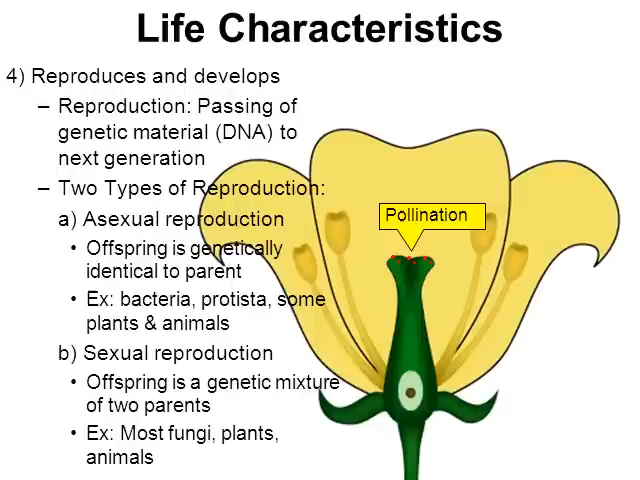 Life Characteristics
4) Reproduces and develops
– Reproduction: Passing of
genetic material (DNA) to
next generation
– Two Types of Reproduction:
a) Asexual reproduction
• Offspring is genetically
identical to parent
• Ex: bacteria, protista, some
plants & animals
b) Sexual reproduction
• Offspring is a genetic mixture
of two parents
• Ex: Most fungi, plants,
animals
Pollination